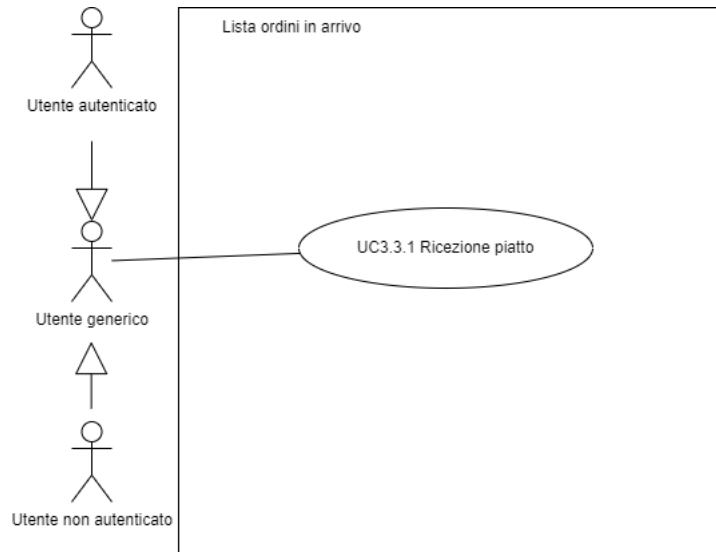 Lista ordini in arrivo
Utente autenticato
UC3.3.1 Ricezione piatto
Utente generico
Utente non autenticato